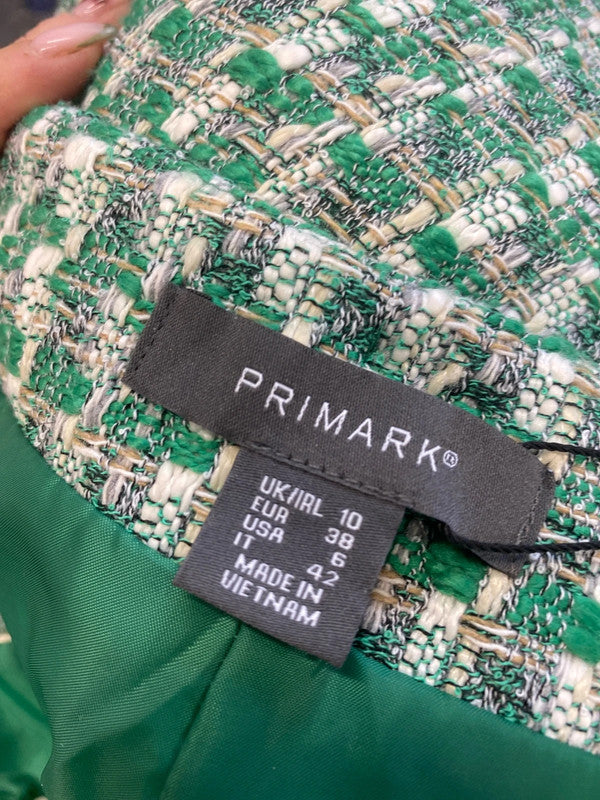 PRIMARK®
UK/IRL 10
EUR 38
USA 6
IT 42
MADE IN
VIETNAM